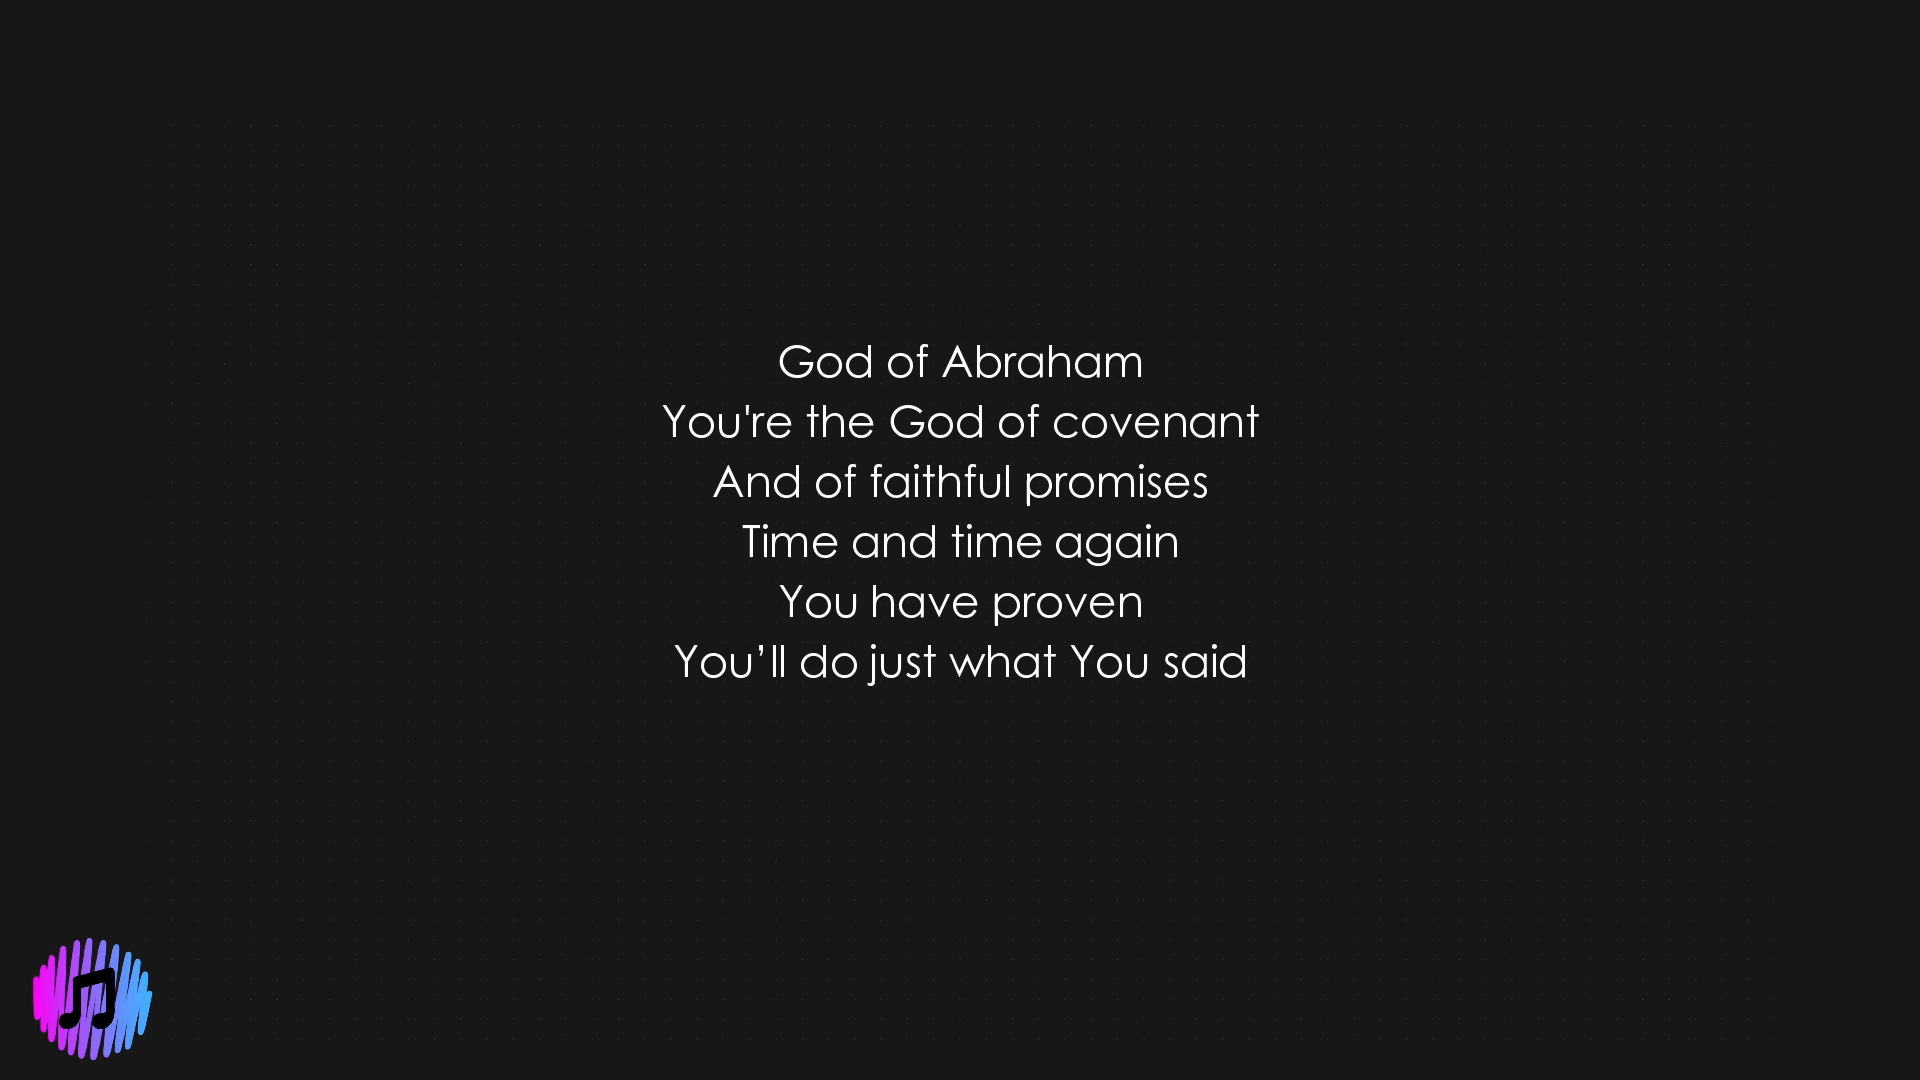 God of Abraham
You're the God of covenant
And of faithful promises
Time and time again
You have proven
You’ll do just what You said